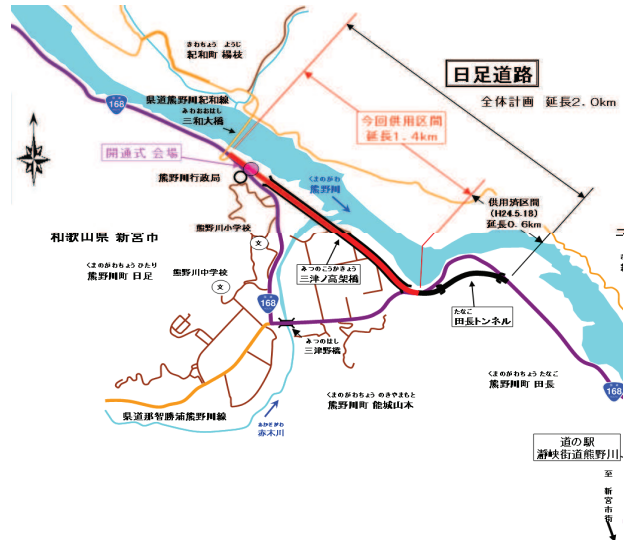 きわちょう ようじ
紀和町 楊枝
日足道路
全体計画 延長2.0km
168
県道熊野川紀和線
みわおおはし
三和大橋
今回供用区間
延長1.4km
開通式 会場
熊野川行政局
くまのがわ
熊野川
供用済区間
(H24.5.18)
延長0.6km
熊野川小学校
文
和歌山県 新宮市
くまのがわちょう ひたり
熊野川町 日足
熊野川中学校
文
みつのこうかきょう
三津ノ高架橋
168
たなご
田長トンネル
みつのはし
三津野橋
くまのがわちょう たなご
熊野川町 田長
くまのがわちょう のきやまもと
熊野川町 能城山本
168
県道那智勝浦熊野川線
あかぎがわ
赤木川
道の駅
瀞峡街道熊野川
至 新宮市街